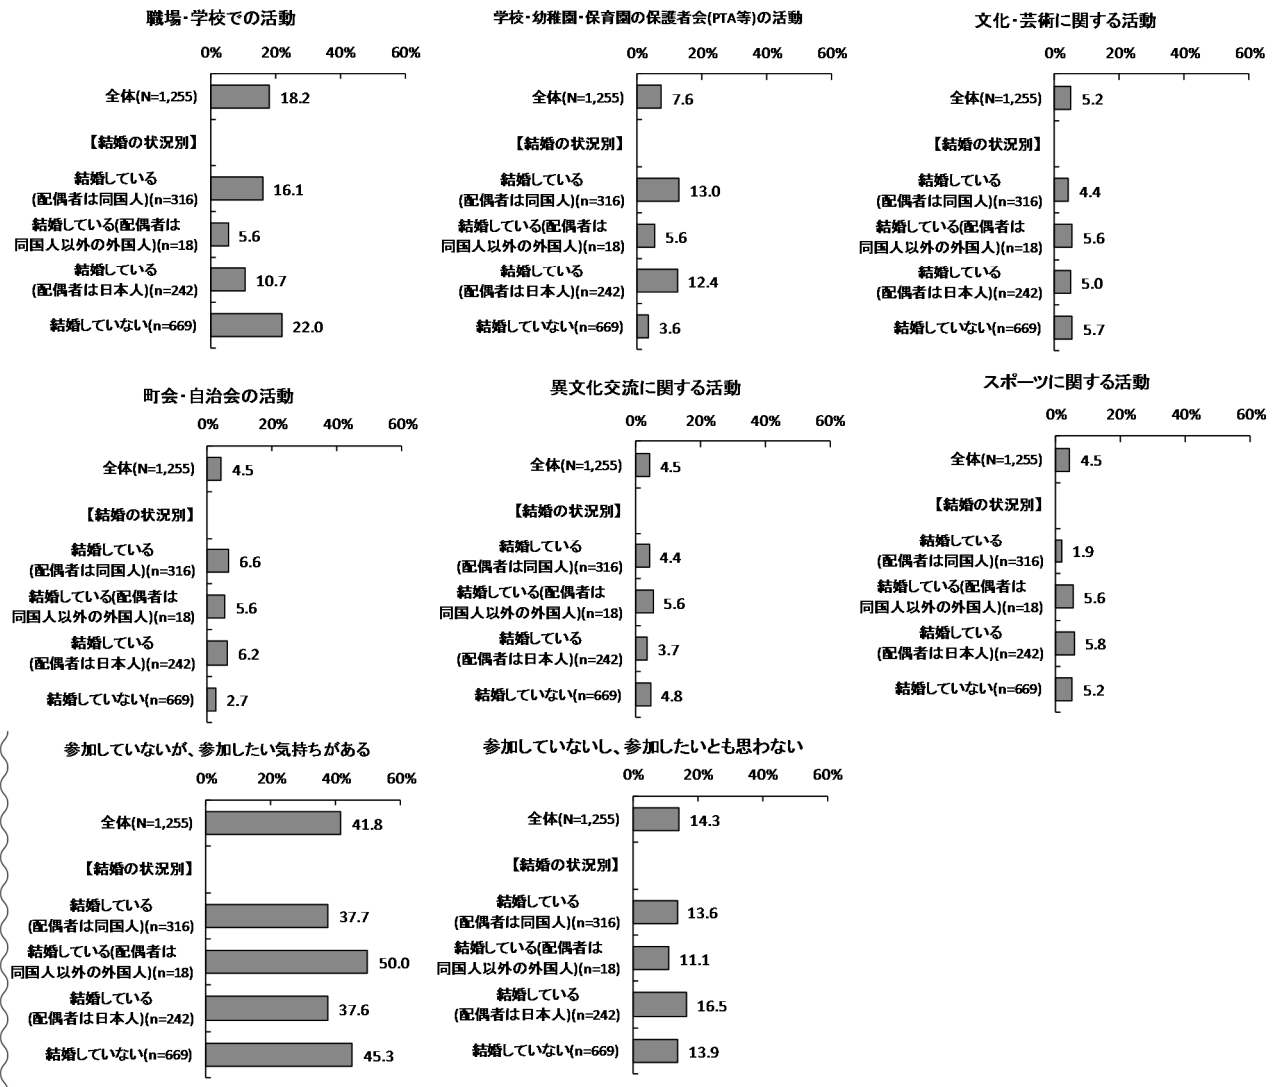 職場・学校での活動
0% 20% 40% 60%
全体(N=1,255) 18.2
【結婚の状況別】
結婚している
(配偶者は同国人)(n=316) 16.1
結婚している(配偶者は
同国人以外の外国人)(n=18) 5.6
結婚している
(配偶者は日本人)(n=242) 10.7
結婚していない(n=669) 22.0
学校・幼稚園・保育園の保護者会(PTA等)の活動
0% 20% 40% 60%
全体(N=1,255) 7.6
【結婚の状況別】
結婚している
(配偶者は同国人)(n=316) 13.0
結婚している(配偶者は
同国人以外の外国人)(n=18) 5.6
結婚している
(配偶者は日本人)(n=242) 12.4
結婚していない(n=669) 3.6
文化・芸術に関する活動
0% 20% 40% 60%
全体(N=1,255) 5.2
【結婚の状況別】
結婚している
(配偶者は同国人)(n=316) 4.4
結婚している(配偶者は
同国人以外の外国人)(n=18) 5.6
結婚している
(配偶者は日本人)(n=242) 5.0
結婚していない(n=669) 5.7
町会・自治会の活動
0% 20% 40% 60%
全体(N=1,255) 4.5
【結婚の状況別】
結婚している
(配偶者は同国人)(n=316) 6.6
結婚している(配偶者は
同国人以外の外国人)(n=18) 5.6
結婚している
(配偶者は日本人)(n=242) 6.2
結婚していない(n=669) 2.7
異文化交流に関する活動
0% 20% 40% 60%
全体(N=1,255) 4.5
【結婚の状況別】
結婚している
(配偶者は同国人)(n=316) 4.4
結婚している(配偶者は
同国人以外の外国人)(n=18) 5.6
結婚している
(配偶者は日本人)(n=242) 3.7
結婚していない(n=669) 4.8
スポーツに関する活動
0% 20% 40% 60%
全体(N=1,255) 4.5
【結婚の状況別】
結婚している
(配偶者は同国人)(n=316) 1.9
結婚している(配偶者は
同国人以外の外国人)(n=18) 5.6
結婚している
(配偶者は日本人)(n=242) 5.8
結婚していない(n=669) 5.2
参加していないが、参加したい気持ちがある
0% 20% 40% 60%
全体(N=1,255) 41.8
【結婚の状況別】
結婚している
(配偶者は同国人)(n=316) 37.7
結婚している(配偶者は
同国人以外の外国人)(n=18) 50.0
結婚している
(配偶者は日本人)(n=242) 37.6
結婚していない(n=669) 45.3
参加していないし、参加したいとも思わない
0% 20% 40% 60%
全体(N=1,255) 14.3
【結婚の状況別】
結婚している
(配偶者は同国人)(n=316) 13.6
結婚している(配偶者は
同国人以外の外国人)(n=18) 11.1
結婚している
(配偶者は日本人)(n=242) 16.5
結婚していない(n=669) 13.9